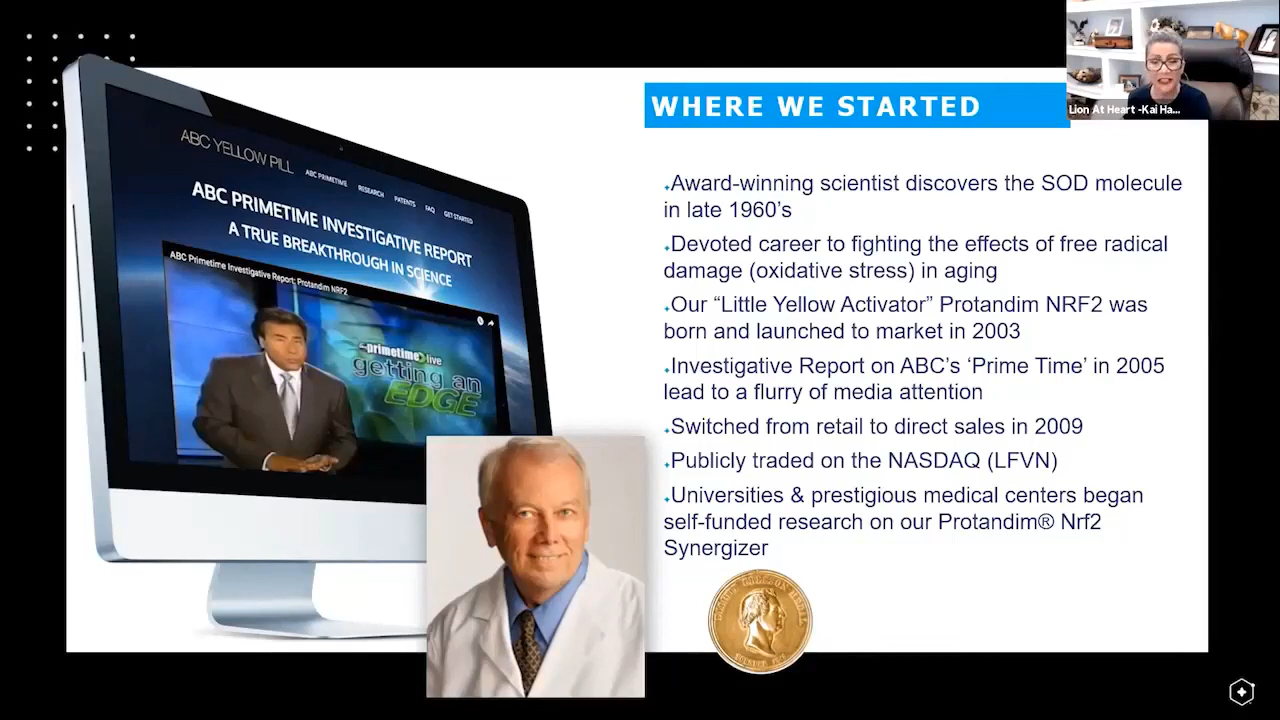 WHERE WE STARTED
Lion At Heart -Kai Ha...
ABC YELLOW PILL
ABC PRIMETIME
RESEARCH
PATENTS
FAQ
GET STARTED
ABC PRIMETIME INVESTIGATIVE REPORT
A TRUE BREAKTHROUGH IN SCIENCE
ABC Primetime Investigative Report: Protandim NRF2
primetime live
getting an
EDGE
Award-winning scientist discovers the SOD molecule
in late 1960's
Devoted career to fighting the effects of free radical
damage (oxidative stress) in aging
Our “Little Yellow Activator” Protandim NRF2 was
born and launched to market in 2003
Investigative Report on ABC's ‘Prime Time’ in 2005
lead to a flurry of media attention
Switched from retail to direct sales in 2009
Publicly traded on the NASDAQ (LFVN)
Universities & prestigious medical centers began
self-funded research on our Protandim® Nrf2
Synergizer